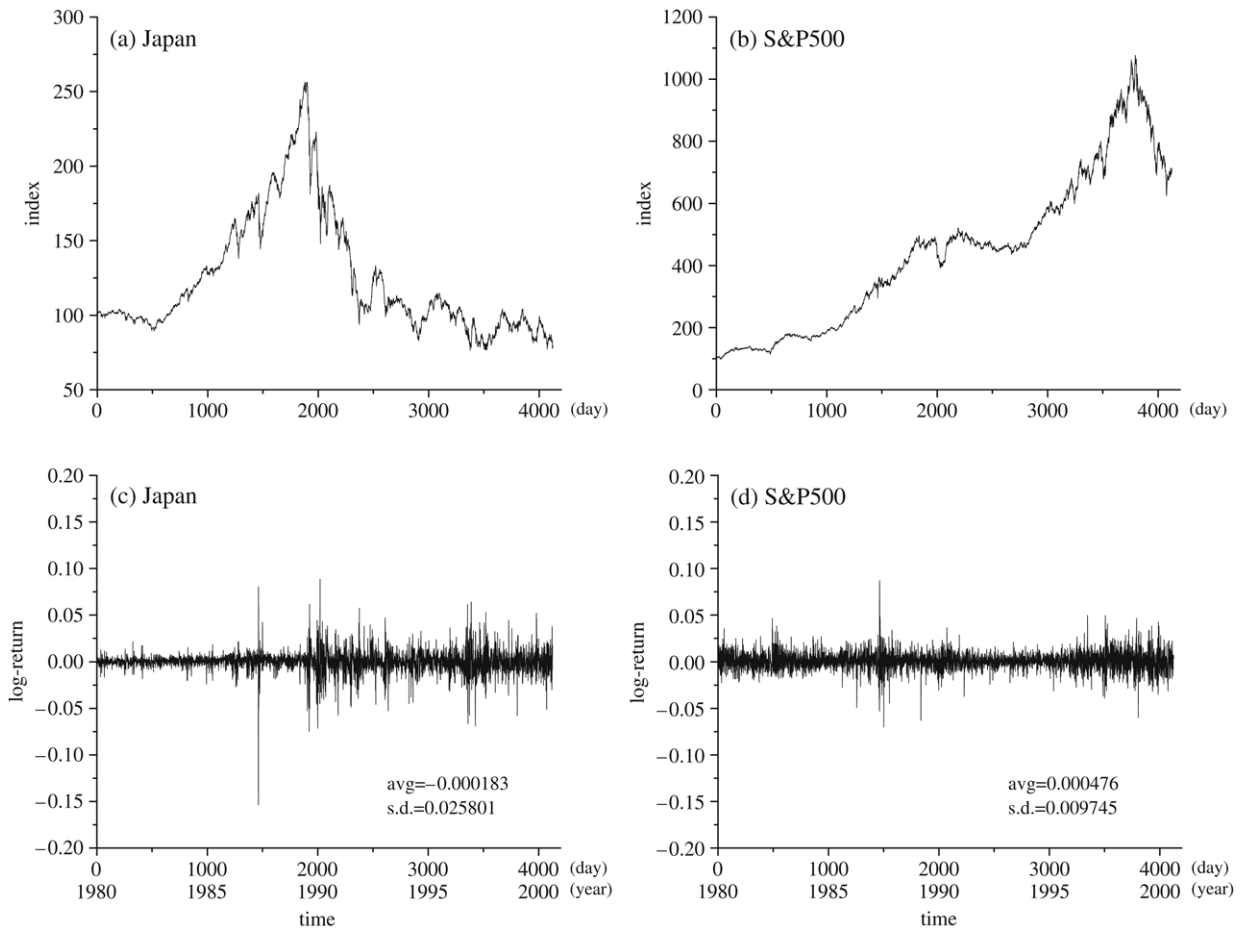 (a) Japan
300
250
200
150
100
50
index
0 1000 2000 3000 4000 (day)
(b) S&P500
1200
1000
800
600
400
200
0
index
0 1000 2000 3000 4000 (day)
(c) Japan
0.20
0.15
0.10
0.05
0.00
−0.05
−0.10
−0.15
−0.20
log-return
avg=−0.000183
s.d.=0.025801
0 1000 2000 3000 4000 (day)
1980 1985 1990 1995 2000 (year)
time
(d) S&P500
0.20
0.15
0.10
0.05
0.00
−0.05
−0.10
−0.15
−0.20
log-return
avg=0.000476
s.d.=0.009745
0 1000 2000 3000 4000 (day)
1980 1985 1990 1995 2000 (year)
time